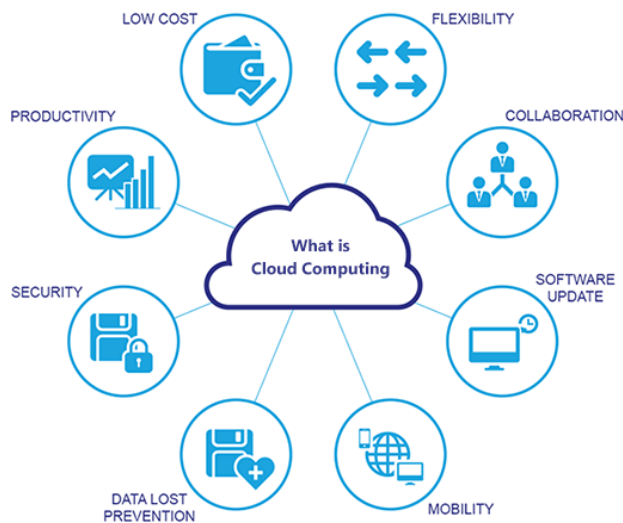 LOW COST
FLEXIBILITY
PRODUCTIVITY
COLLABORATION
What is
Cloud Computing
SECURITY
SOFTWARE
UPDATE
DATA LOST
PREVENTION
MOBILITY